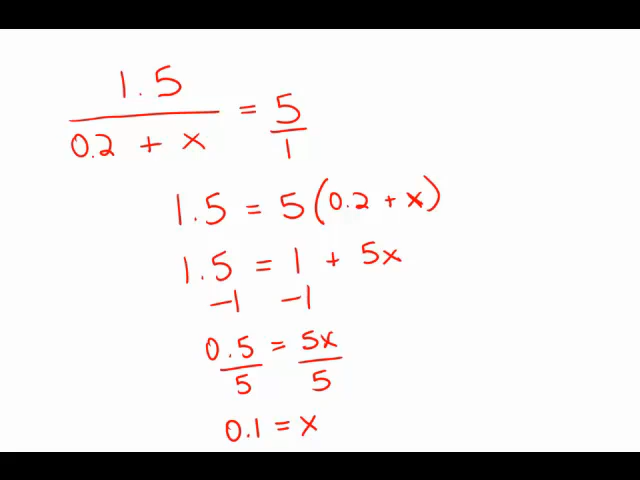 1.5
0.2 + x = 5
1
1.5 = 5(0.2 + x)
1.5 = 1 + 5x
-1 -1
0.5 = 5x
5 5
0.1 = x